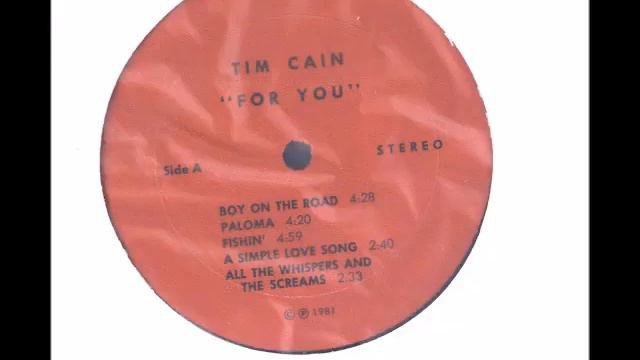 TIM CAIN
"FOR YOU"
STEREO
Side A
BOY ON THE ROAD 4:28
PALOMA 4:20
FISHIN' 4:59
A SIMPLE LOVE SONG 2:40
ALL THE WHISPERS AND
THE SCREAMS 2:33
© ℗ 1981